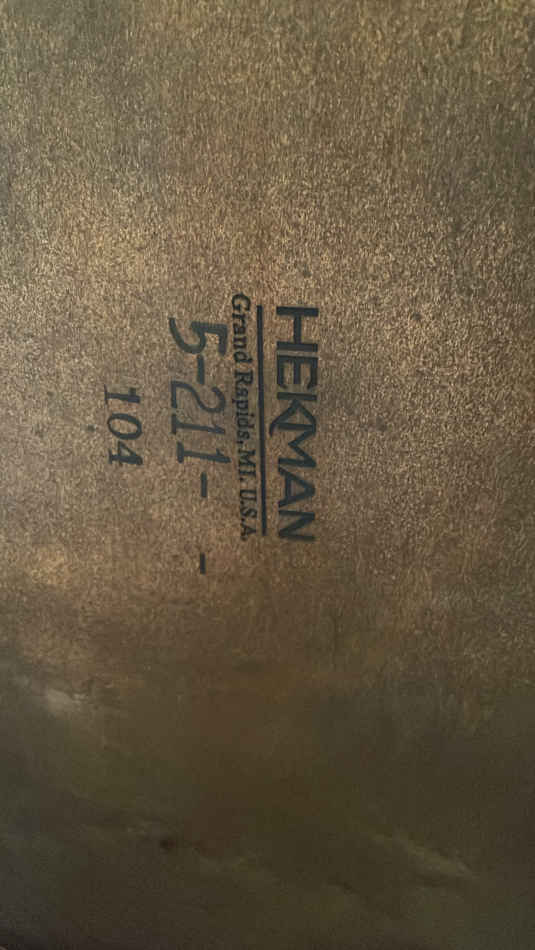 HEKMAN
Grand Rapids, MI. U.S.A.
5-211- -
104